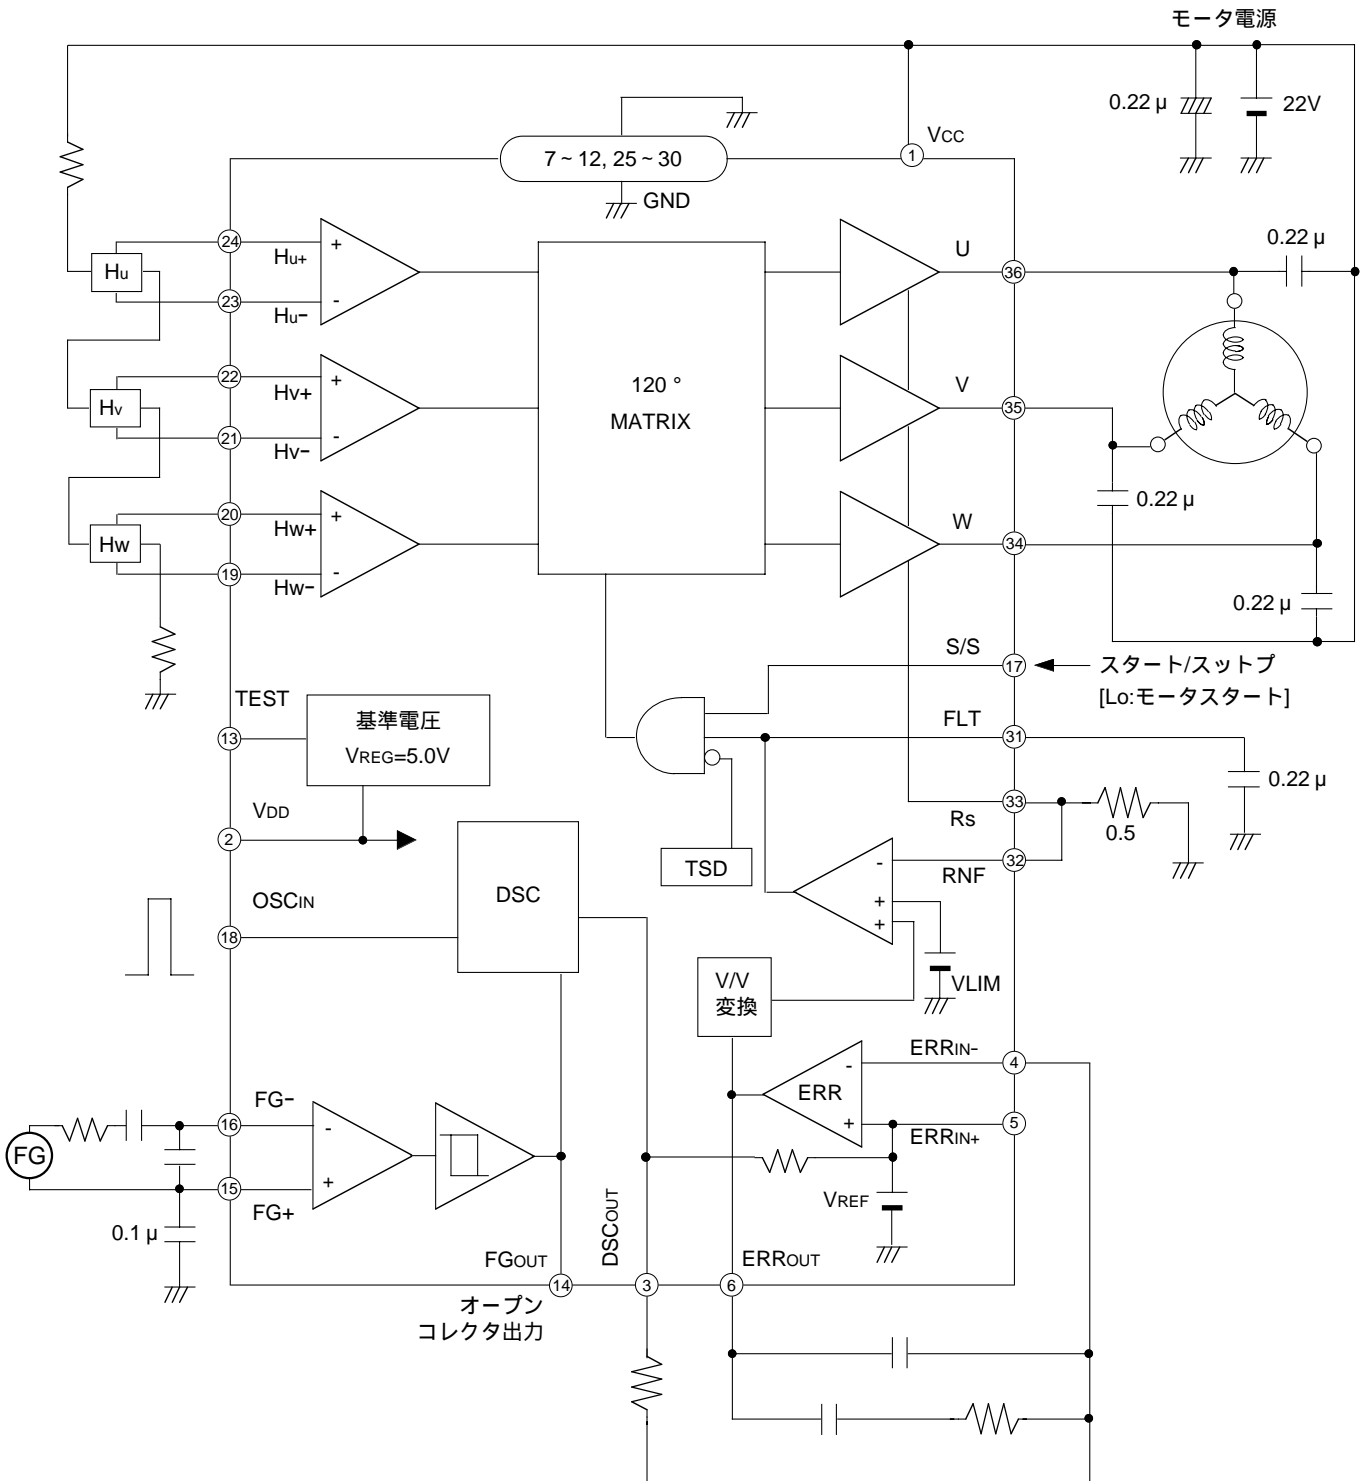 モータ電源
0.22 µ
22V
VCC
1
7 ~ 12, 25 ~ 30
GND
24
Hu+
+
U
36
0.22 µ
Hu
23
Hu-
-
22
Hv+
+
120 °
MATRIX
V
35
Hv
21
Hv-
-
0.22 µ
20
Hw+
+
W
34
Hw
19
Hw-
-
0.22 µ
S/S
17
スタート/スットプ
[Lo:モータスタート]
TEST
13
基準電圧
VREG=5.0V
FLT
31
0.22 µ
VDD
2
33
Rs
0.5
TSD
32
RNF
-
+
+
DSC
OSCIN
18
VLIM
V/V
変換
ERRIN-
4
-
ERR
+
5
ERRIN+
FG-
16
-
FG
15
+
FG+
0.1 µ
VREF
DSCOUT
FGOUT
ERROUT
14
3
6
オープン
コレクタ出力